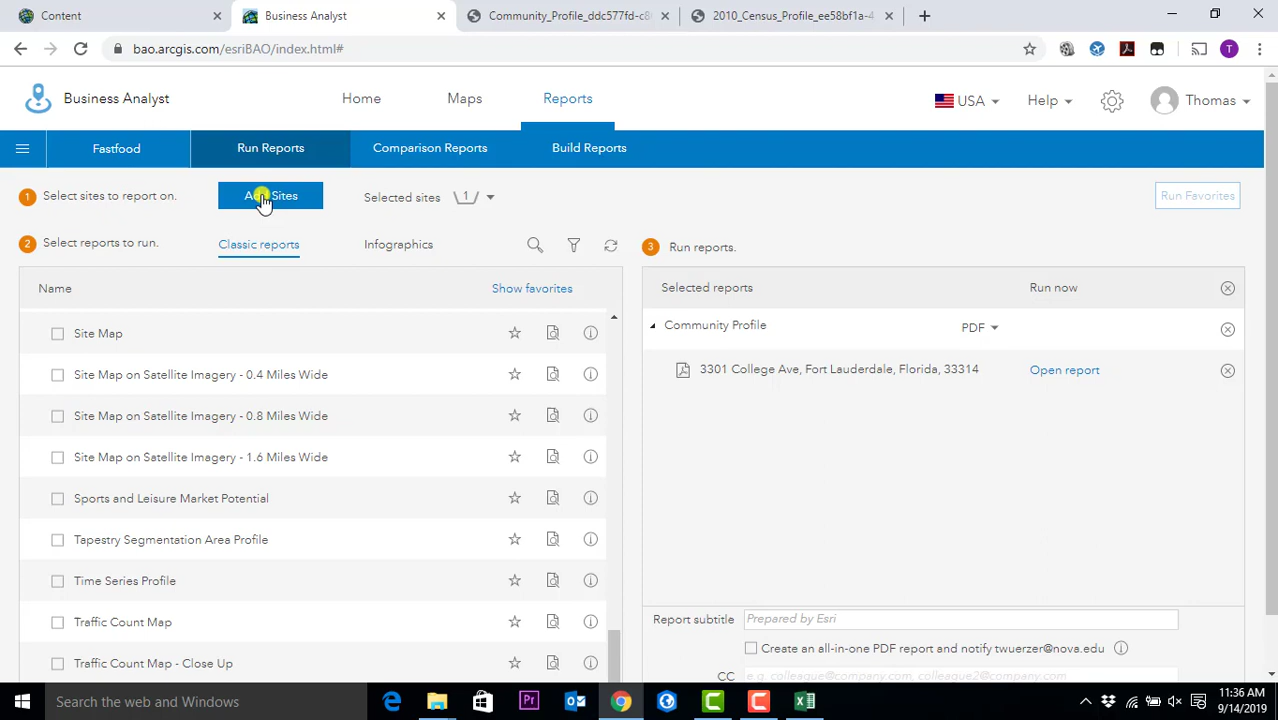 Content
Business Analyst
Community_Profile_ddc577fd-c8
2010_Census_Profile_ee58bf1a-4
bao.arcgis.com/esriBAO/index.html#
T
Business Analyst
Home
Maps
Reports
USA
Help
Thomas
Fastfood
Run Reports
Comparison Reports
Build Reports
1 Select sites to report on.
Sites
Selected sites
1
Run Favorites
2 Select reports to run.
Classic reports
Infographics
3 Run reports.
Name
Show favorites
Selected reports
Run now
Site Map
Community Profile
PDF
Site Map on Satellite Imagery - 0.4 Miles Wide
3301 College Ave, Fort Lauderdale, Florida, 33314
Open report
Site Map on Satellite Imagery - 0.8 Miles Wide
Site Map on Satellite Imagery - 1.6 Miles Wide
Sports and Leisure Market Potential
Tapestry Segmentation Area Profile
Time Series Profile
Traffic Count Map
Report subtitle
Prepared by Esri
Create an all-in-one PDF report and notify twuerzer@nova.edu
Traffic Count Map - Close Up
CC
e.g. colleague@company.com, colleague2@company.com
Search the web and Windows
Pr
11:36 AM
9/14/2019